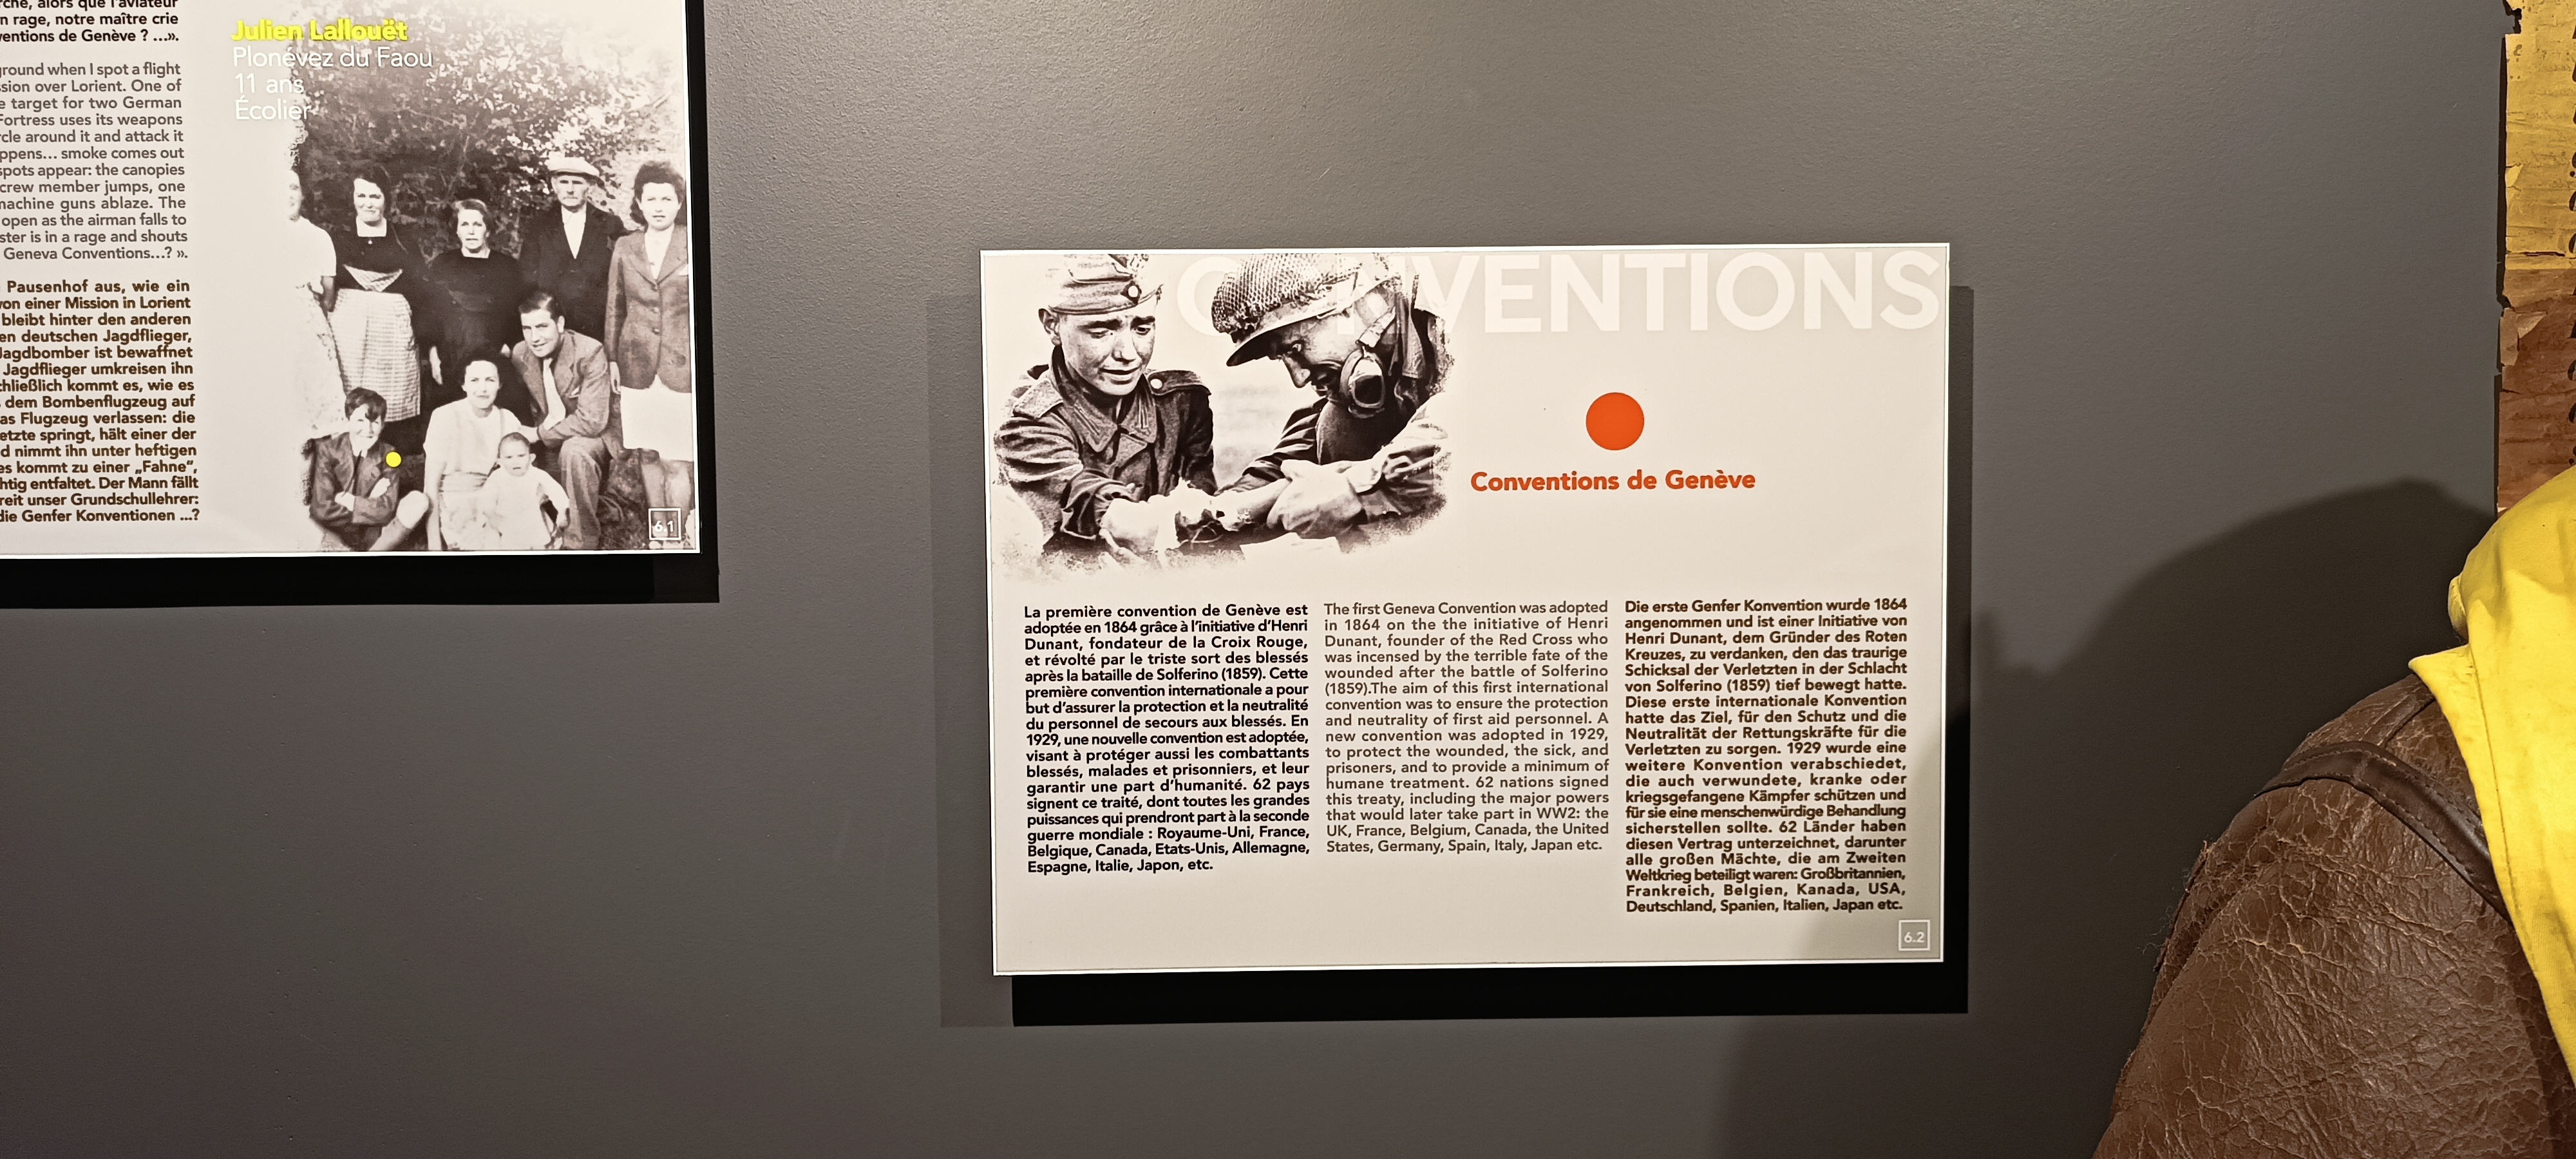 rché, alors que l'aviateur
n rage, notre maître crie
ventions de Genève ? ...».
round when I spot a flight
ssion over Lorient. One of
e target for two German
Fortress uses its weapons
rcle around it and attack it
ppens... smoke comes out
spots appear: the canopies
crew member jumps, one
machine guns ablaze. The
open as the airman falls to
ster is in a rage and shouts
Geneva Conventions...? ».
Pausenhof aus, wie ein
von einer Mission in Lorient
bleibt hinter den anderen
en deutschen Jagdflieger,
Jagdbomber ist bewaffnet
Jagdflieger umkreisen ihn
chließlich kommt es, wie es
dem Bombenflugzeug auf
as Flugzeug verlassen: die
etzte springt, hält einer der
d nimmt ihn unter heftigen
es kommt zu einer „Fahne“,
htig entfaltet. Der Mann fällt
reit unser Grundschullehrer:
die Genfer Konventionen ...?
Julien Lallouët
Plonévez du Faou
11 ans
Écolier
6.1
CONVENTIONS
Conventions de Genève
La première convention de Genève est
adoptée en 1864 grâce à l'initiative d'Henri
Dunant, fondateur de la Croix Rouge,
et révolté par le triste sort des blessés
après la bataille de Solferino (1859). Cette
première convention internationale a pour
but d'assurer la protection et la neutralité
du personnel de secours aux blessés. En
1929, une nouvelle convention est adoptée,
visant à protéger aussi les combattants
blessés, malades et prisonniers, et leur
garantir une part d'humanité. 62 pays
signent ce traité, dont toutes les grandes
puissances qui prendront part à la seconde
guerre mondiale : Royaume-Uni, France,
Belgique, Canada, Etats-Unis, Allemagne,
Espagne, Italie, Japon, etc.
The first Geneva Convention was adopted
in 1864 on the the initiative of Henri
Dunant, founder of the Red Cross who
was incensed by the terrible fate of the
wounded after the battle of Solferino
(1859).The aim of this first international
convention was to ensure the protection
and neutrality of first aid personnel. A
new convention was adopted in 1929,
to protect the wounded, the sick, and
prisoners, and to provide a minimum of
humane treatment. 62 nations signed
this treaty, including the major powers
that would later take part in WW2: the
UK, France, Belgium, Canada, the United
States, Germany, Spain, Italy, Japan etc.
Die erste Genfer Konvention wurde 1864
angenommen und ist einer Initiative von
Henri Dunant, dem Gründer des Roten
Kreuzes, zu verdanken, den das traurige
Schicksal der Verletzten in der Schlacht
von Solferino (1859) tief bewegt hatte.
Diese erste internationale Konvention
hatte das Ziel, für den Schutz und die
Neutralität der Rettungskräfte für die
Verletzten zu sorgen. 1929 wurde eine
weitere Konvention verabschiedet,
die auch verwundete, kranke oder
kriegsgefangene Kämpfer schützen und
für sie eine menschenwürdige Behandlung
sicherstellen sollte. 62 Länder haben
diesen Vertrag unterzeichnet, darunter
alle großen Mächte, die am Zweiten
Weltkrieg beteiligt waren: Großbritannien,
Frankreich, Belgien, Kanada, USA,
Deutschland, Spanien, Italien, Japan etc.
6.2